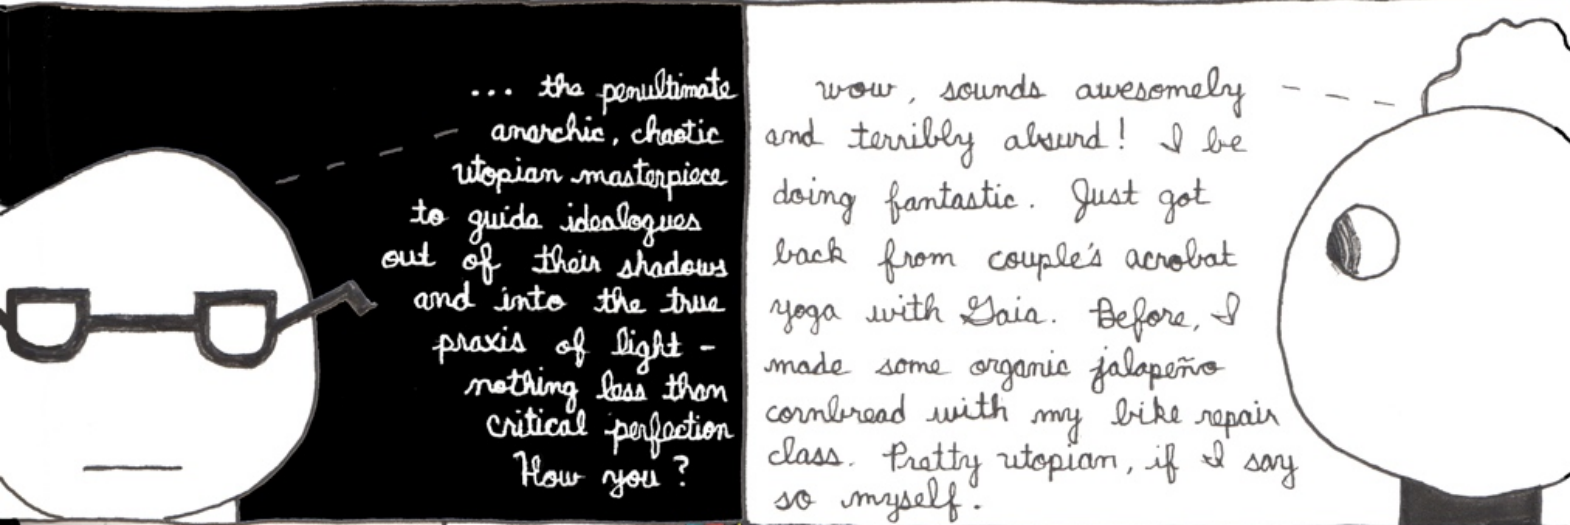 ... the penultimate
anarchic, chaotic
utopian masterpiece
to guide idealogues
out of their shadows
and into the true
praxis of light -
nothing less than
critical perfection
How you?
wow, sounds awesomely
and terribly absurd! I be
doing fantastic. Just got
back from couple's acrobat
yoga with Gaia. Before, I
made some organic jalapeño
cornbread with my bike repair
class. Pretty utopian, if I say
so myself.